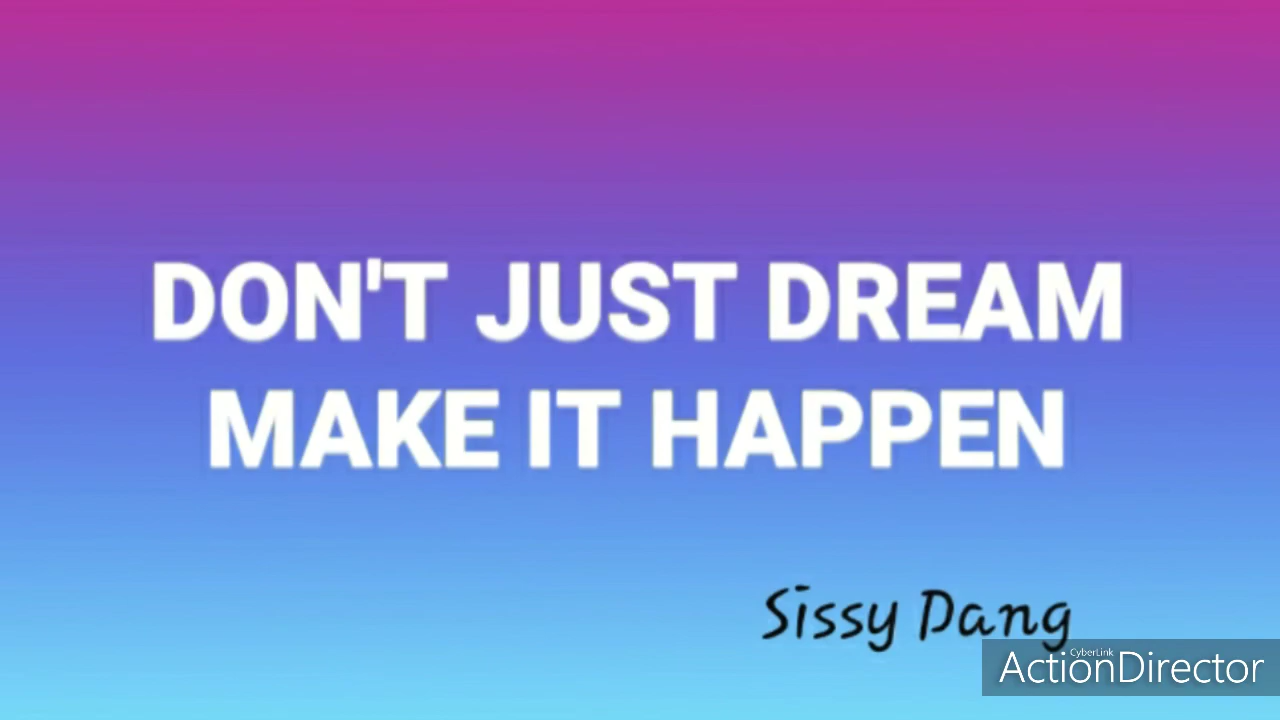 DON'T JUST DREAM
MAKE IT HAPPEN
Sissy Dang
CyberLink
ActionDirector